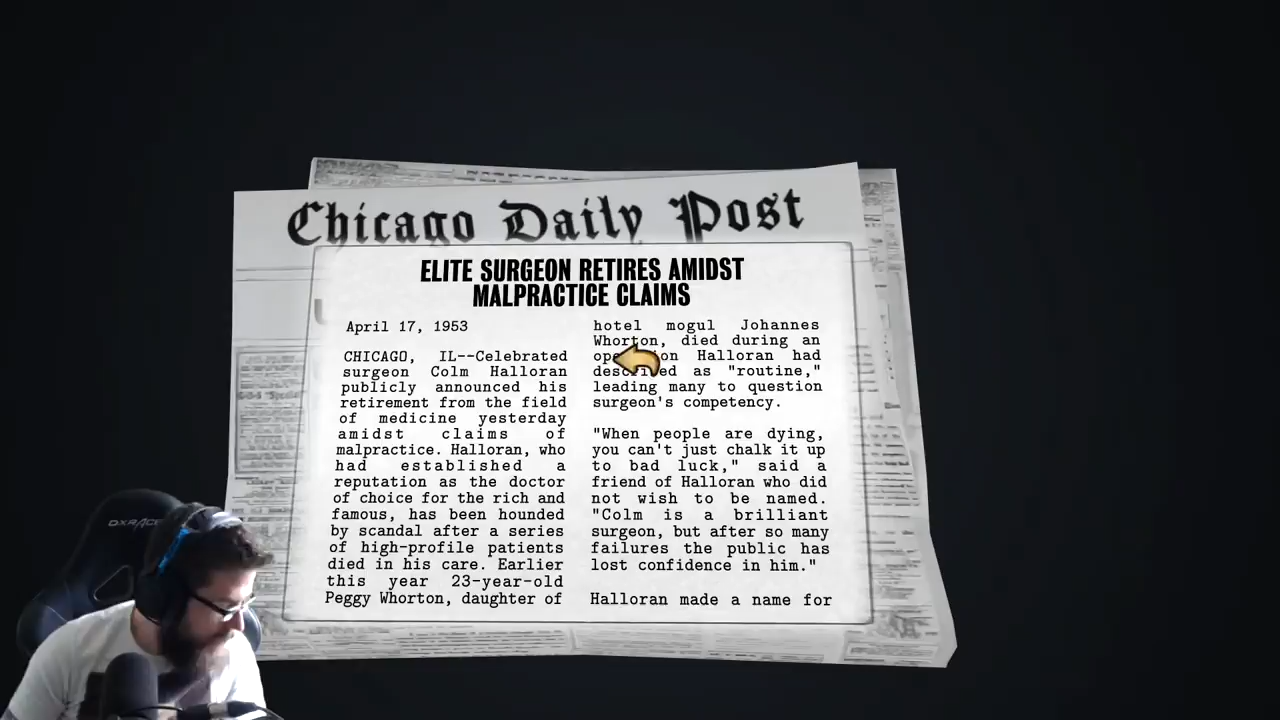 Chicago Daily Post
ELITE SURGEON RETIRES AMIDST
MALPRACTICE CLAIMS
April 17, 1953
CHICAGO, IL--Celebrated
surgeon Colm Halloran
publicly announced his
retirement from the field
of medicine yesterday
amidst claims of
malpractice. Halloran, who
had established a
reputation as the doctor
of choice for the rich and
famous, has been hounded
by scandal after a series
of high-profile patients
died in his care. Earlier
this year 23-year-old
Peggy Whorton, daughter of
hotel mogul Johannes
Whorton, died during an
operation Halloran had
described as "routine,"
leading many to question
surgeon's competency.
"When people are dying,
you can't just chalk it up
to bad luck," said a
friend of Halloran who did
not wish to be named.
"Colm is a brilliant
surgeon, but after so many
failures the public has
lost confidence in him."
Halloran made a name for
DXRACER